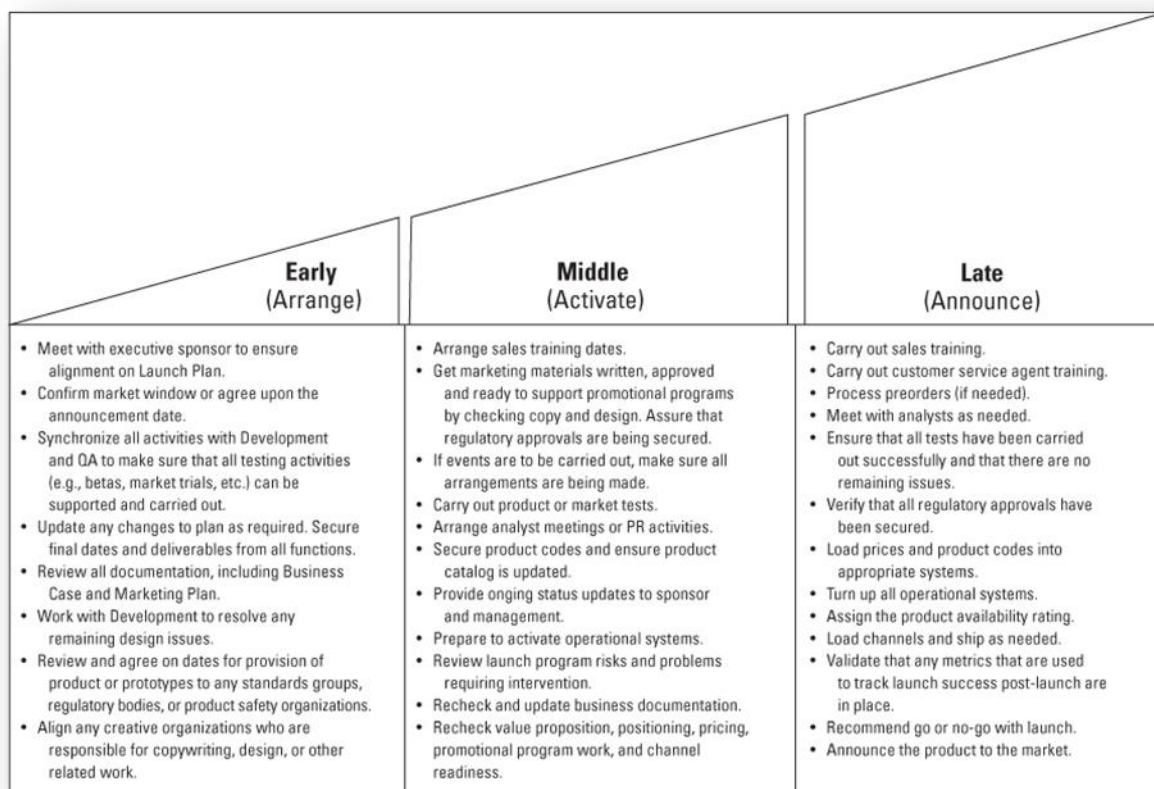 Early
(Arrange)
Middle
(Activate)
Late
(Announce)
• Meet with executive sponsor to ensure
alignment on Launch Plan.
• Confirm market window or agree upon the
announcement date.
• Synchronize all activities with Development
and QA to make sure that all testing activities
(e.g., betas, market trials, etc.) can be
supported and carried out.
• Update any changes to plan as required. Secure
final dates and deliverables from all functions.
• Review all documentation, including Business
Case and Marketing Plan.
• Work with Development to resolve any
remaining design issues.
• Review and agree on dates for provision of
product or prototypes to any standards groups,
regulatory bodies, or product safety organizations.
• Align any creative organizations who are
responsible for copywriting, design, or other
related work.
• Arrange sales training dates.
• Get marketing materials written, approved
and ready to support promotional programs
by checking copy and design. Assure that
regulatory approvals are being secured.
• If events are to be carried out, make sure all
arrangements are being made.
• Carry out product or market tests.
• Arrange analyst meetings or PR activities.
• Secure product codes and ensure product
catalog is updated.
• Provide onging status updates to sponsor
and management.
• Prepare to activate operational systems.
• Review launch program risks and problems
requiring intervention.
• Recheck and update business documentation.
• Recheck value proposition, positioning, pricing,
promotional program work, and channel
readiness.
• Carry out sales training.
• Carry out customer service agent training.
• Process preorders (if needed).
• Meet with analysts as needed.
• Ensure that all tests have been carried
out successfully and that there are no
remaining issues.
• Verify that all regulatory approvals have
been secured.
• Load prices and product codes into
appropriate systems.
• Turn up all operational systems.
• Assign the product availability rating.
• Load channels and ship as needed.
• Validate that any metrics that are used
to track launch success post-launch are
in place.
• Recommend go or no-go with launch.
• Announce the product to the market.